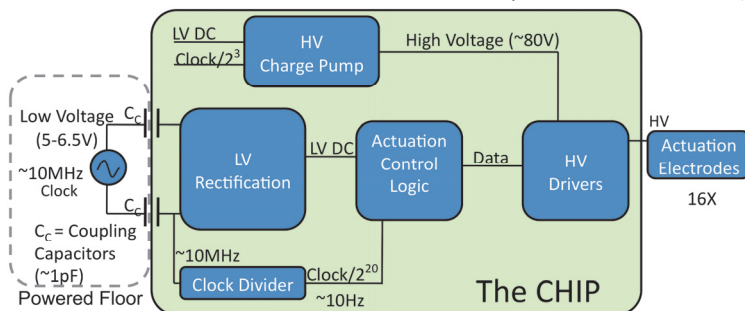 LV DC
Clock/2³
HV
Charge Pump
High Voltage (~80V)
Low Voltage
(5-6.5V)
~10MHz
Clock
C_C
C_C
C_C = Coupling
Capacitors
(~1pF)
Powered Floor
LV
Rectification
LV DC
Actuation
Control
Logic
Data
HV
Drivers
HV
Actuation
Electrodes
16X
~10MHz
Clock Divider
Clock/2²⁰
~10Hz
The CHIP